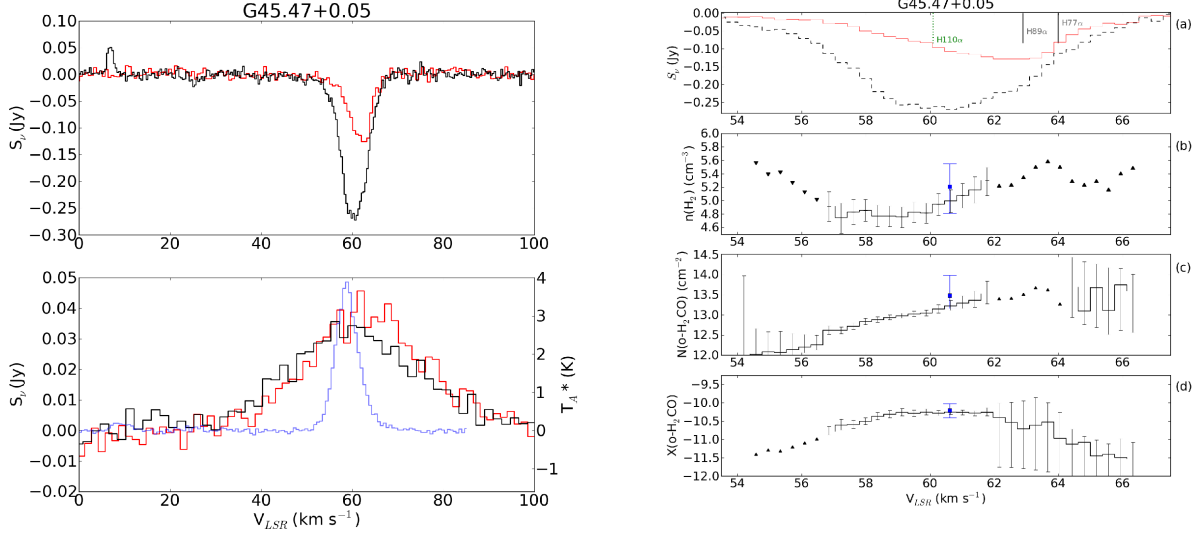 G45.47+0.05
0.10
0.05
0.00
−0.05
−0.10
−0.15
−0.20
−0.25
−0.30
S_ν (Jy)
0 20 40 60 80 100
0.05
0.04
0.03
0.02
0.01
0.00
−0.01
−0.02
S_ν (Jy)
4
3
2
1
0
−1
T_A * (K)
0 20 40 60 80 100
V_LSR (km s⁻¹)
G45.47+0.05
0.00
−0.05
−0.10
−0.15
−0.20
−0.25
S_ν (Jy)
H110α
H89α
H77α
(a)
54 56 58 60 62 64 66
6.0
5.8
5.6
5.4
5.2
5.0
4.8
4.6
n(H₂) (cm⁻³)
(b)
54 56 58 60 62 64 66
14.5
14.0
13.5
13.0
12.5
12.0
N(o−H₂CO) (cm⁻²)
(c)
54 56 58 60 62 64 66
−9.5
−10.0
−10.5
−11.0
−11.5
−12.0
X(o−H₂CO)
(d)
54 56 58 60 62 64 66
V_LSR (km s⁻¹)